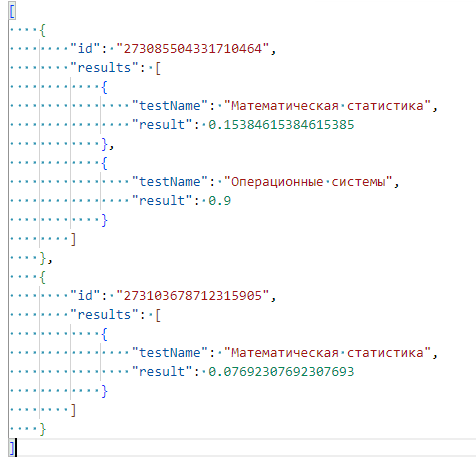 [
    {
        "id": "273085504331710464",
        "results": [
            {
                "testName": "Математическая статистика",
                "result": 0.15384615384615385
            },
            {
                "testName": "Операционные системы",
                "result": 0.9
            }
        ]
    },
    {
        "id": "273103678712315905",
        "results": [
            {
                "testName": "Математическая статистика",
                "result": 0.07692307692307693
            }
        ]
    }
]